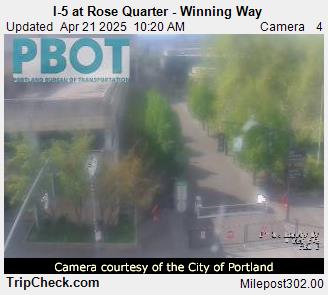 I-5 at Rose Quarter - Winning Way
Updated Apr 21 2025 10:20 AM Camera 4
PBOT
PORTLAND BUREAU OF TRANSPORTATION
Camera courtesy of the City of Portland
TripCheck.com Milepost302.00